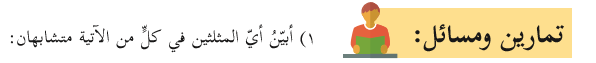 تمارين ومسائل:
١) أبيّنُ أيّ المثلثين في كلٍّ من الآتية متشابهان: